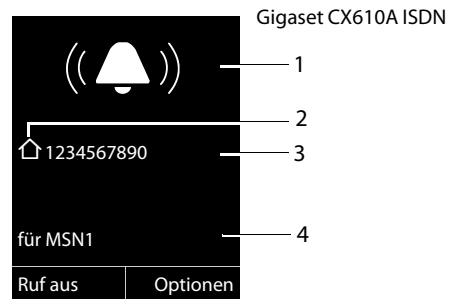 Gigaset CX610A ISDN
1
2
1234567890
3
für MSN1
4
Ruf aus Optionen